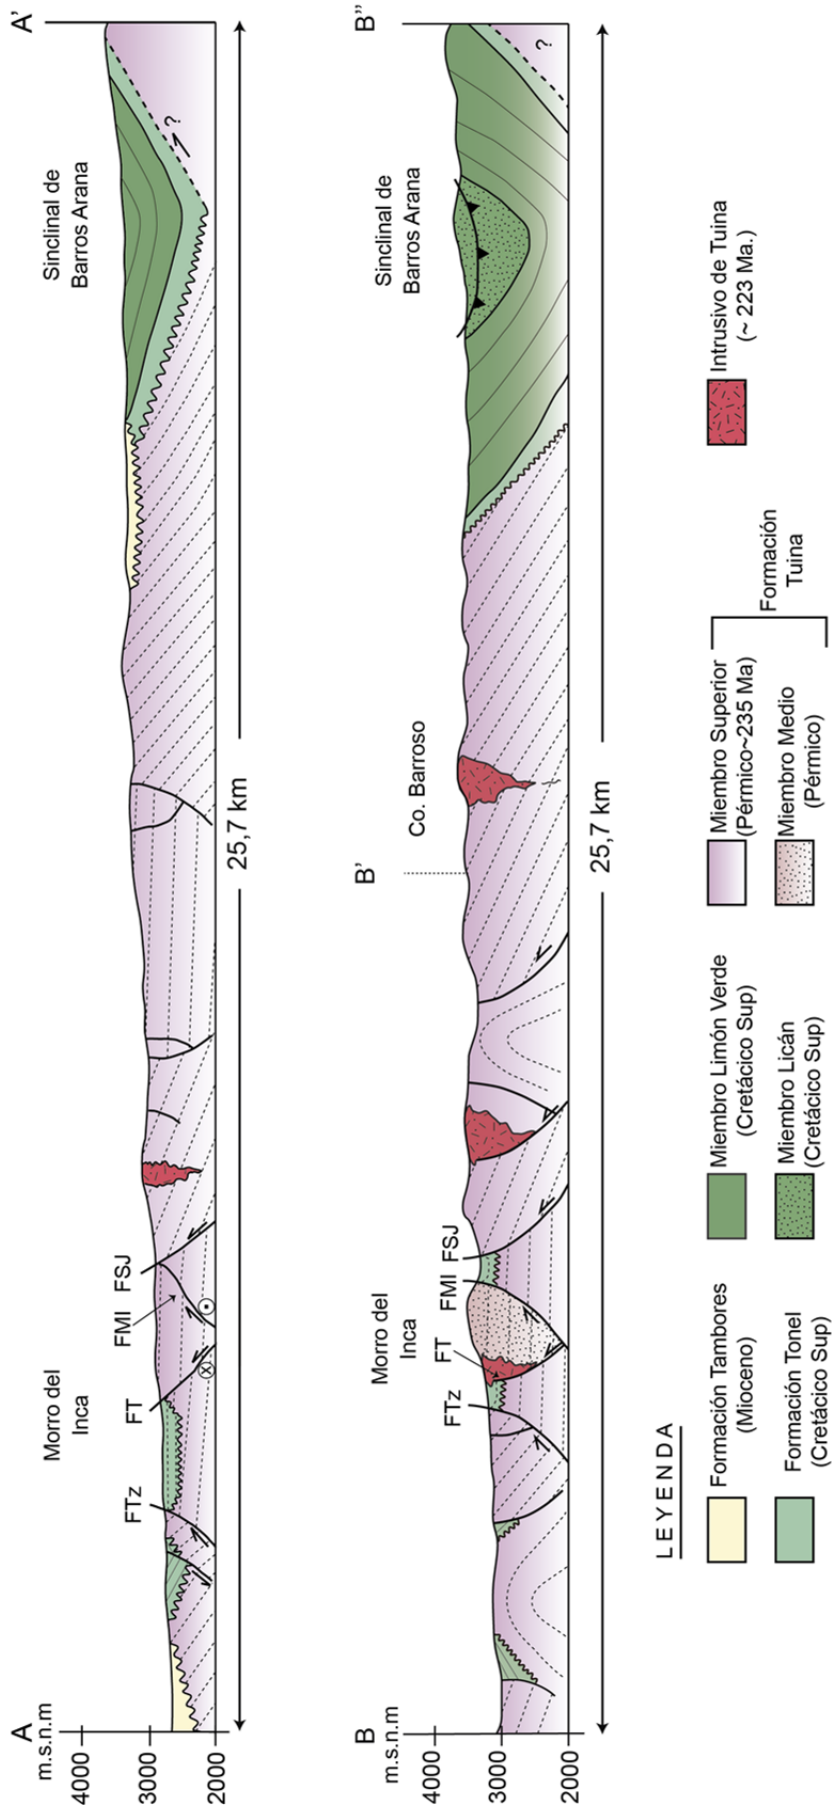 A
A'
m.s.n.m
4000
3000
2000
Morro del
Inca
FTz
FT
FMI
FSJ
Sinclinal de
Barros Arana
?
25,7 km
B
B'
B''
m.s.n.m
4000
3000
2000
Morro del
Inca
FTz
FT
FMI
FSJ
Co. Barroso
Sinclinal de
Barros Arana
?
25,7 km
LEYENDA
Formación Tambores
(Mioceno)
Formación Tonel
(Cretácico Sup)
Miembro Limón Verde
(Cretácico Sup)
Miembro Licán
(Cretácico Sup)
Miembro Superior
(Pérmico~235 Ma)
Miembro Medio
(Pérmico)
Formación
Tuina
Intrusivo de Tuina
(~ 223 Ma.)